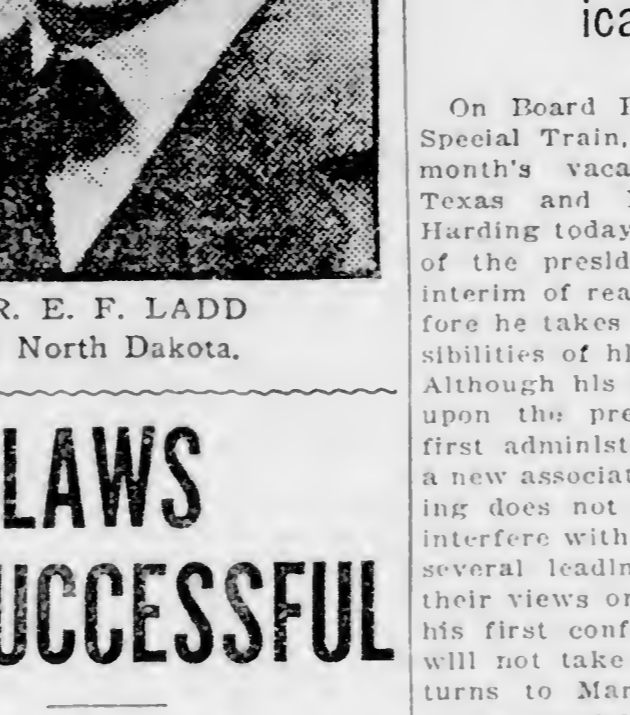 R. E. F. LADD
North Dakota.
LAWS
UCCESSFUL
ica
On Board
Special Train,
month's vaca
Texas and
Harding today
of the presid
interim of rea
fore he takes
sibilities of hi
Although his
upon the pre
first administ
a new associat
ing does not
interfere with
several leadin
their views or
his first conf
will not take
turns to Mar